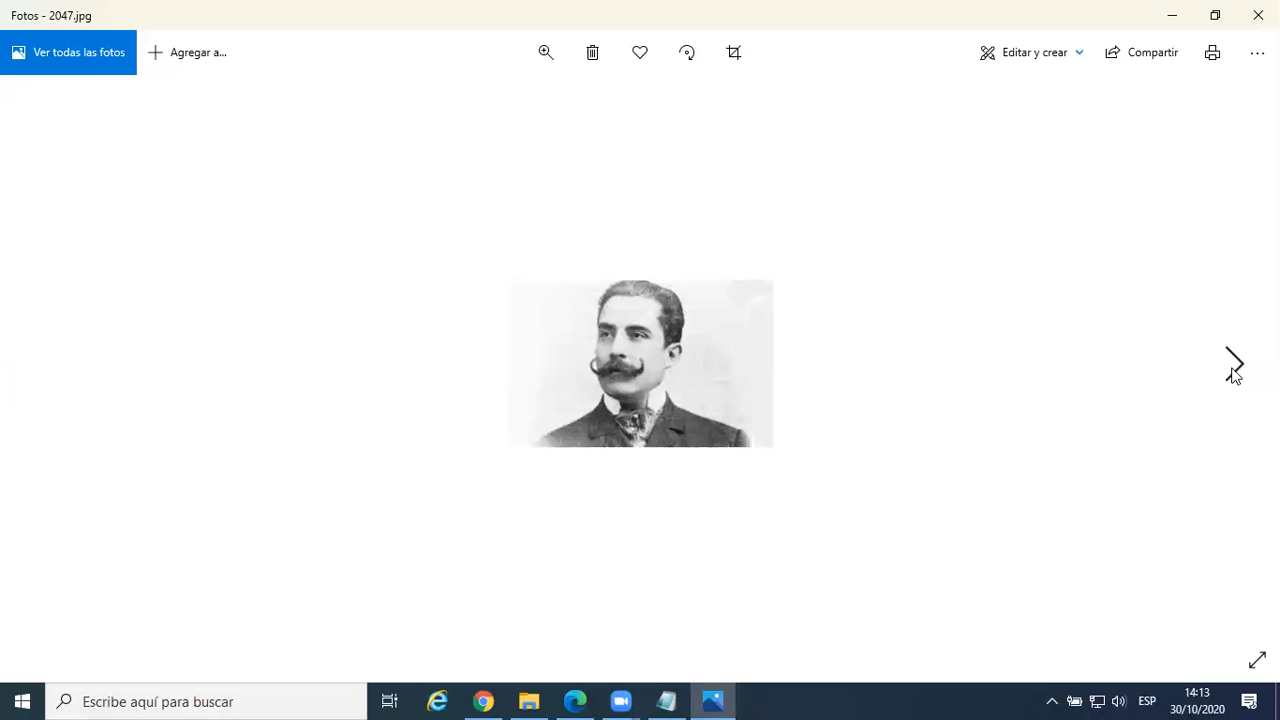 Fotos - 2047.jpg
Ver todas las fotos
Agregar a...
Editar y crear
Compartir
Escribe aquí para buscar
ESP
14:13
30/10/2020